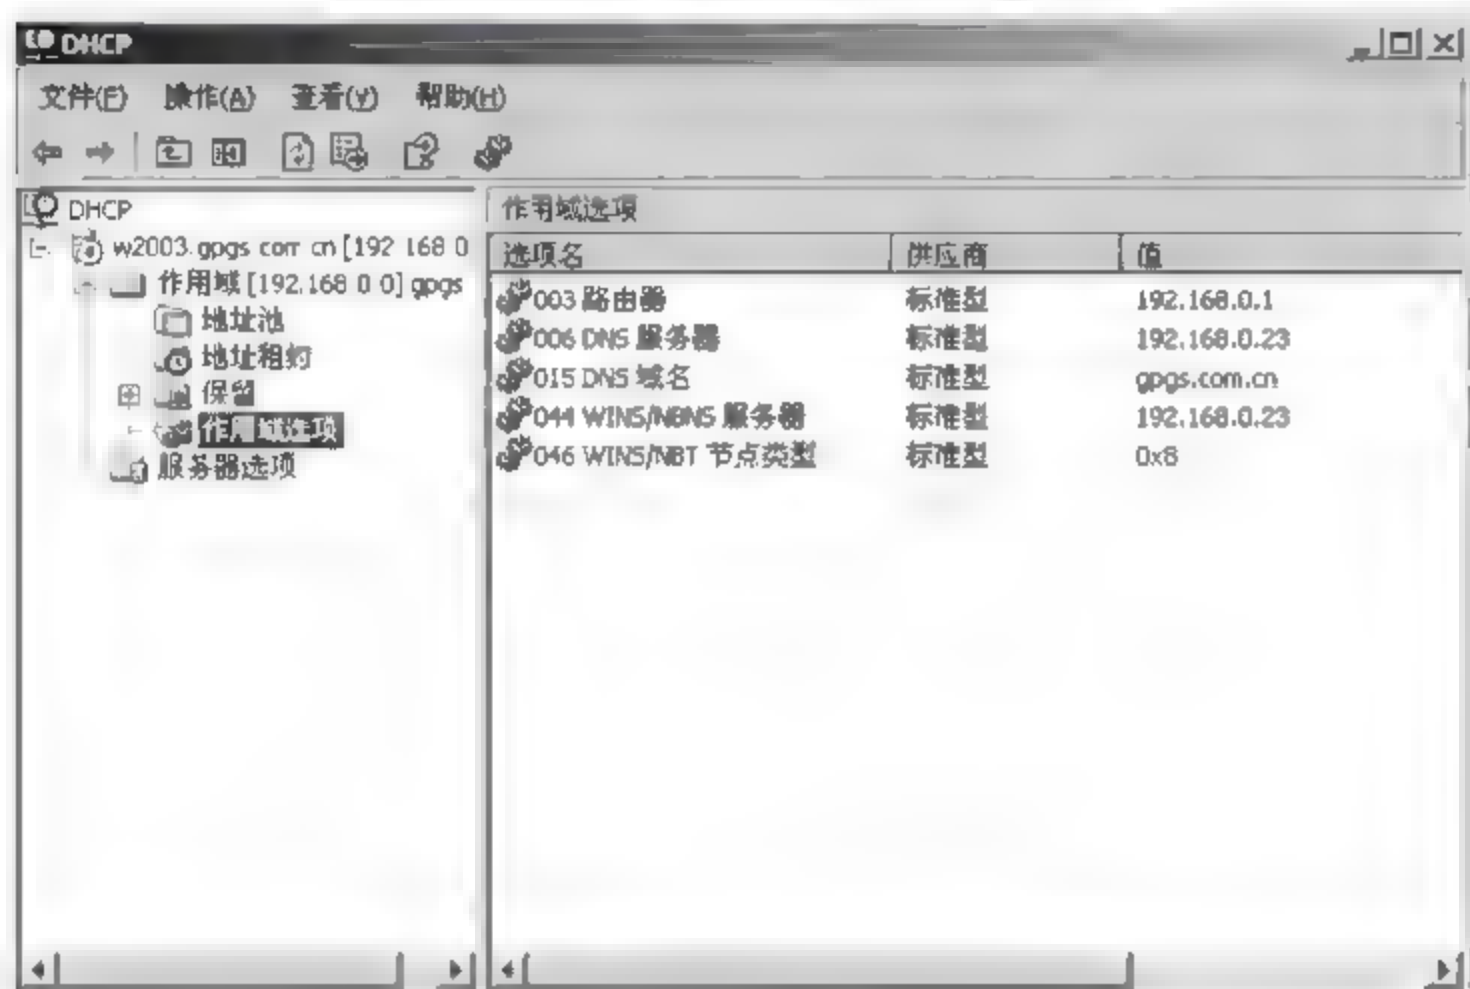 DHCP
文件(F) 操作(A) 查看(V) 帮助(H)
DHCP
w2003.gpgs.com.cn [192.168.0
作用域 [192.168.0.0] gpgs
地址池
地址租约
保留
作用域选项
服务器选项
作用域选项
选项名 供应商 值
003 路由器 标准型 192.168.0.1
006 DNS 服务器 标准型 192.168.0.23
015 DNS 域名 标准型 gpgs.com.cn
044 WINS/NBNS 服务器 标准型 192.168.0.23
046 WINS/NBT 节点类型 标准型 0x8